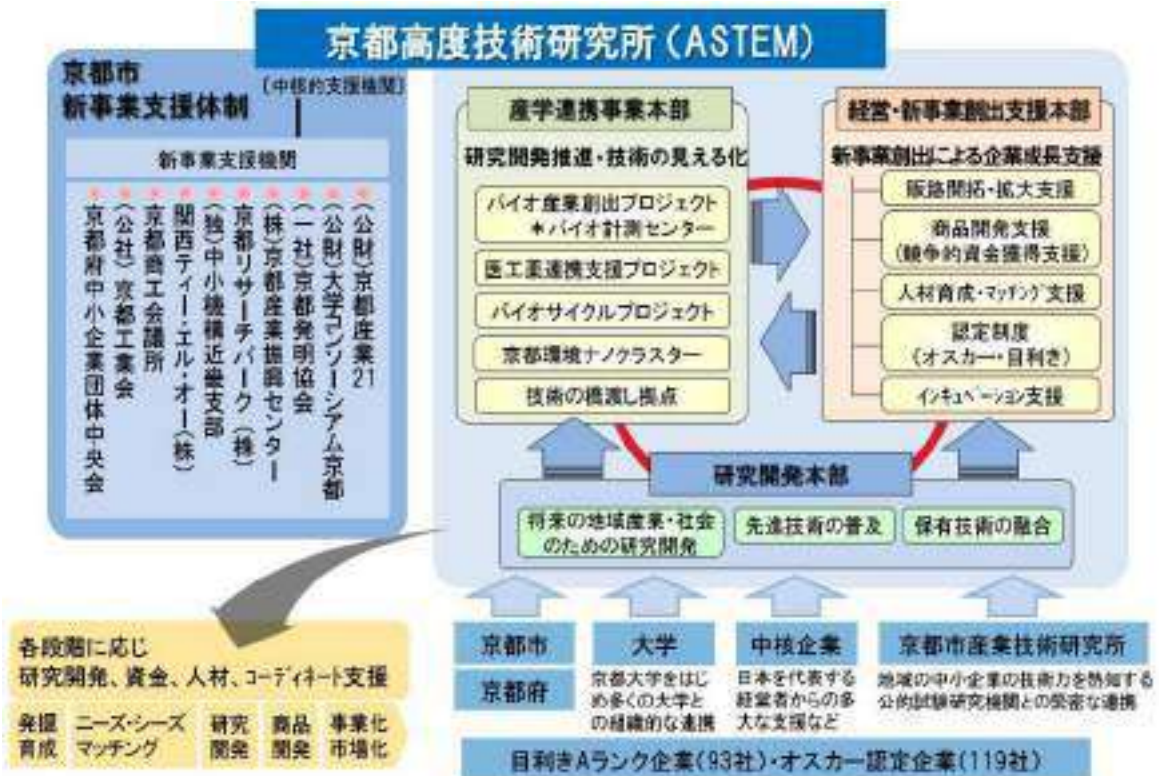 京都高度技術研究所(ASTEM)
京都市
新事業支援体制
(中核的支援機関)
新事業支援機関
(公財)京都産業21
(公財)大学コンソーシアム京都
(一社)京都発明協会
(株)京都産業振興センター
京都リサーチパーク(株)
(独)中小機構近畿支部
関西ティー・エル・オー(株)
京都商工会議所
(公社)京都工業会
京都府中小企業団体中央会
産学連携事業本部
研究開発推進・技術の見える化
バイオ産業創出プロジェクト
*バイオ計測センター
医工薬連携支援プロジェクト
バイオサイクルプロジェクト
京都環境ナノクラスター
技術の橋渡し拠点
経営・新事業創出支援本部
新事業創出による企業成長支援
販路開拓・拡大支援
商品開発支援
(競争的資金獲得支援)
人材育成・マッチング支援
認定制度
(オスカー・目利き)
インキュベーション支援
研究開発本部
将来の地域産業・社会
のための研究開発
先進技術の普及
保有技術の融合
京都市
京都府
大学
京都大学をはじ
め多くの大学と
の組織的な連携
中核企業
日本を代表する
経営者からの多
大な支援など
京都市産業技術研究所
地域の中小企業の技術力を熟知する
公的試験研究機関との緊密な連携
目利きAランク企業(93社)・オスカー認定企業(119社)
各段階に応じ
研究開発、資金、人材、コーディネート支援
発掘
育成
ニーズ・シーズ
マッチング
研究
開発
商品
開発
事業化
市場化